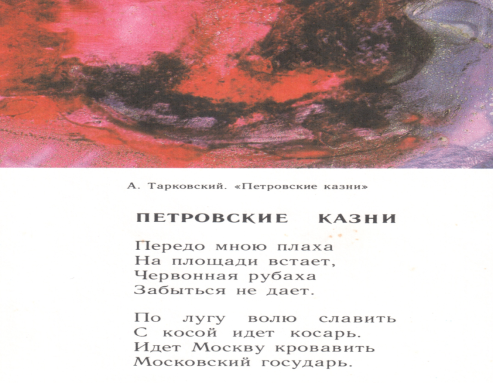 А. Тарковский. «Петровские казни»
ПЕТРОВСКИЕ КАЗНИ
Передо мною плаха
На площади встает,
Червонная рубаха
Забыться не дает.
По лугу волю славить
С косой идет косарь.
Идет Москву кровавить
Московский государь.